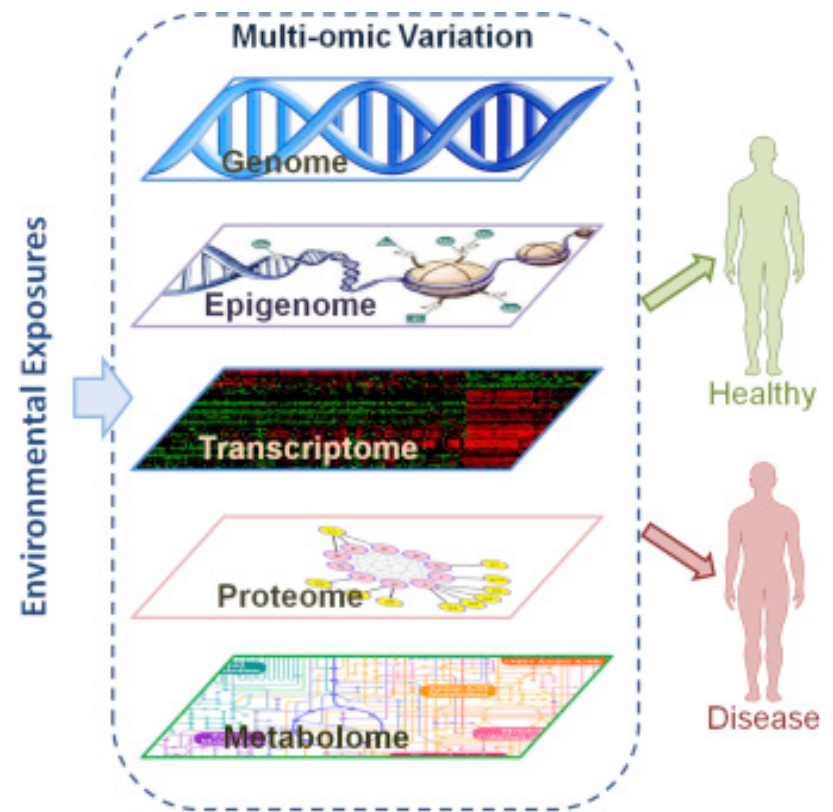 Multi-omic Variation
Genome
Epigenome
Transcriptome
Proteome
Metabolome
Environmental Exposures
Healthy
Disease